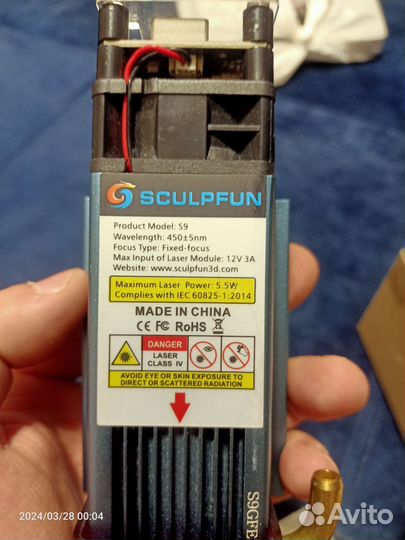 SCULPFUN
Product Model: S9
Wavelength: 450±5nm
Focus Type: Fixed-focus
Max Input of Laser Module: 12V 3A
Website: www.sculpfun3d.com
Maximum Laser Power: 5.5W
Complies with IEC 60825-1:2014
MADE IN CHINA
CE FC RoHS
DANGER
LASER
CLASS IV
AVOID EYE OR SKIN EXPOSURE TO
DIRECT OR SCATTERED RADIATION
S9GFE
2024/03/28 00:04
Avito